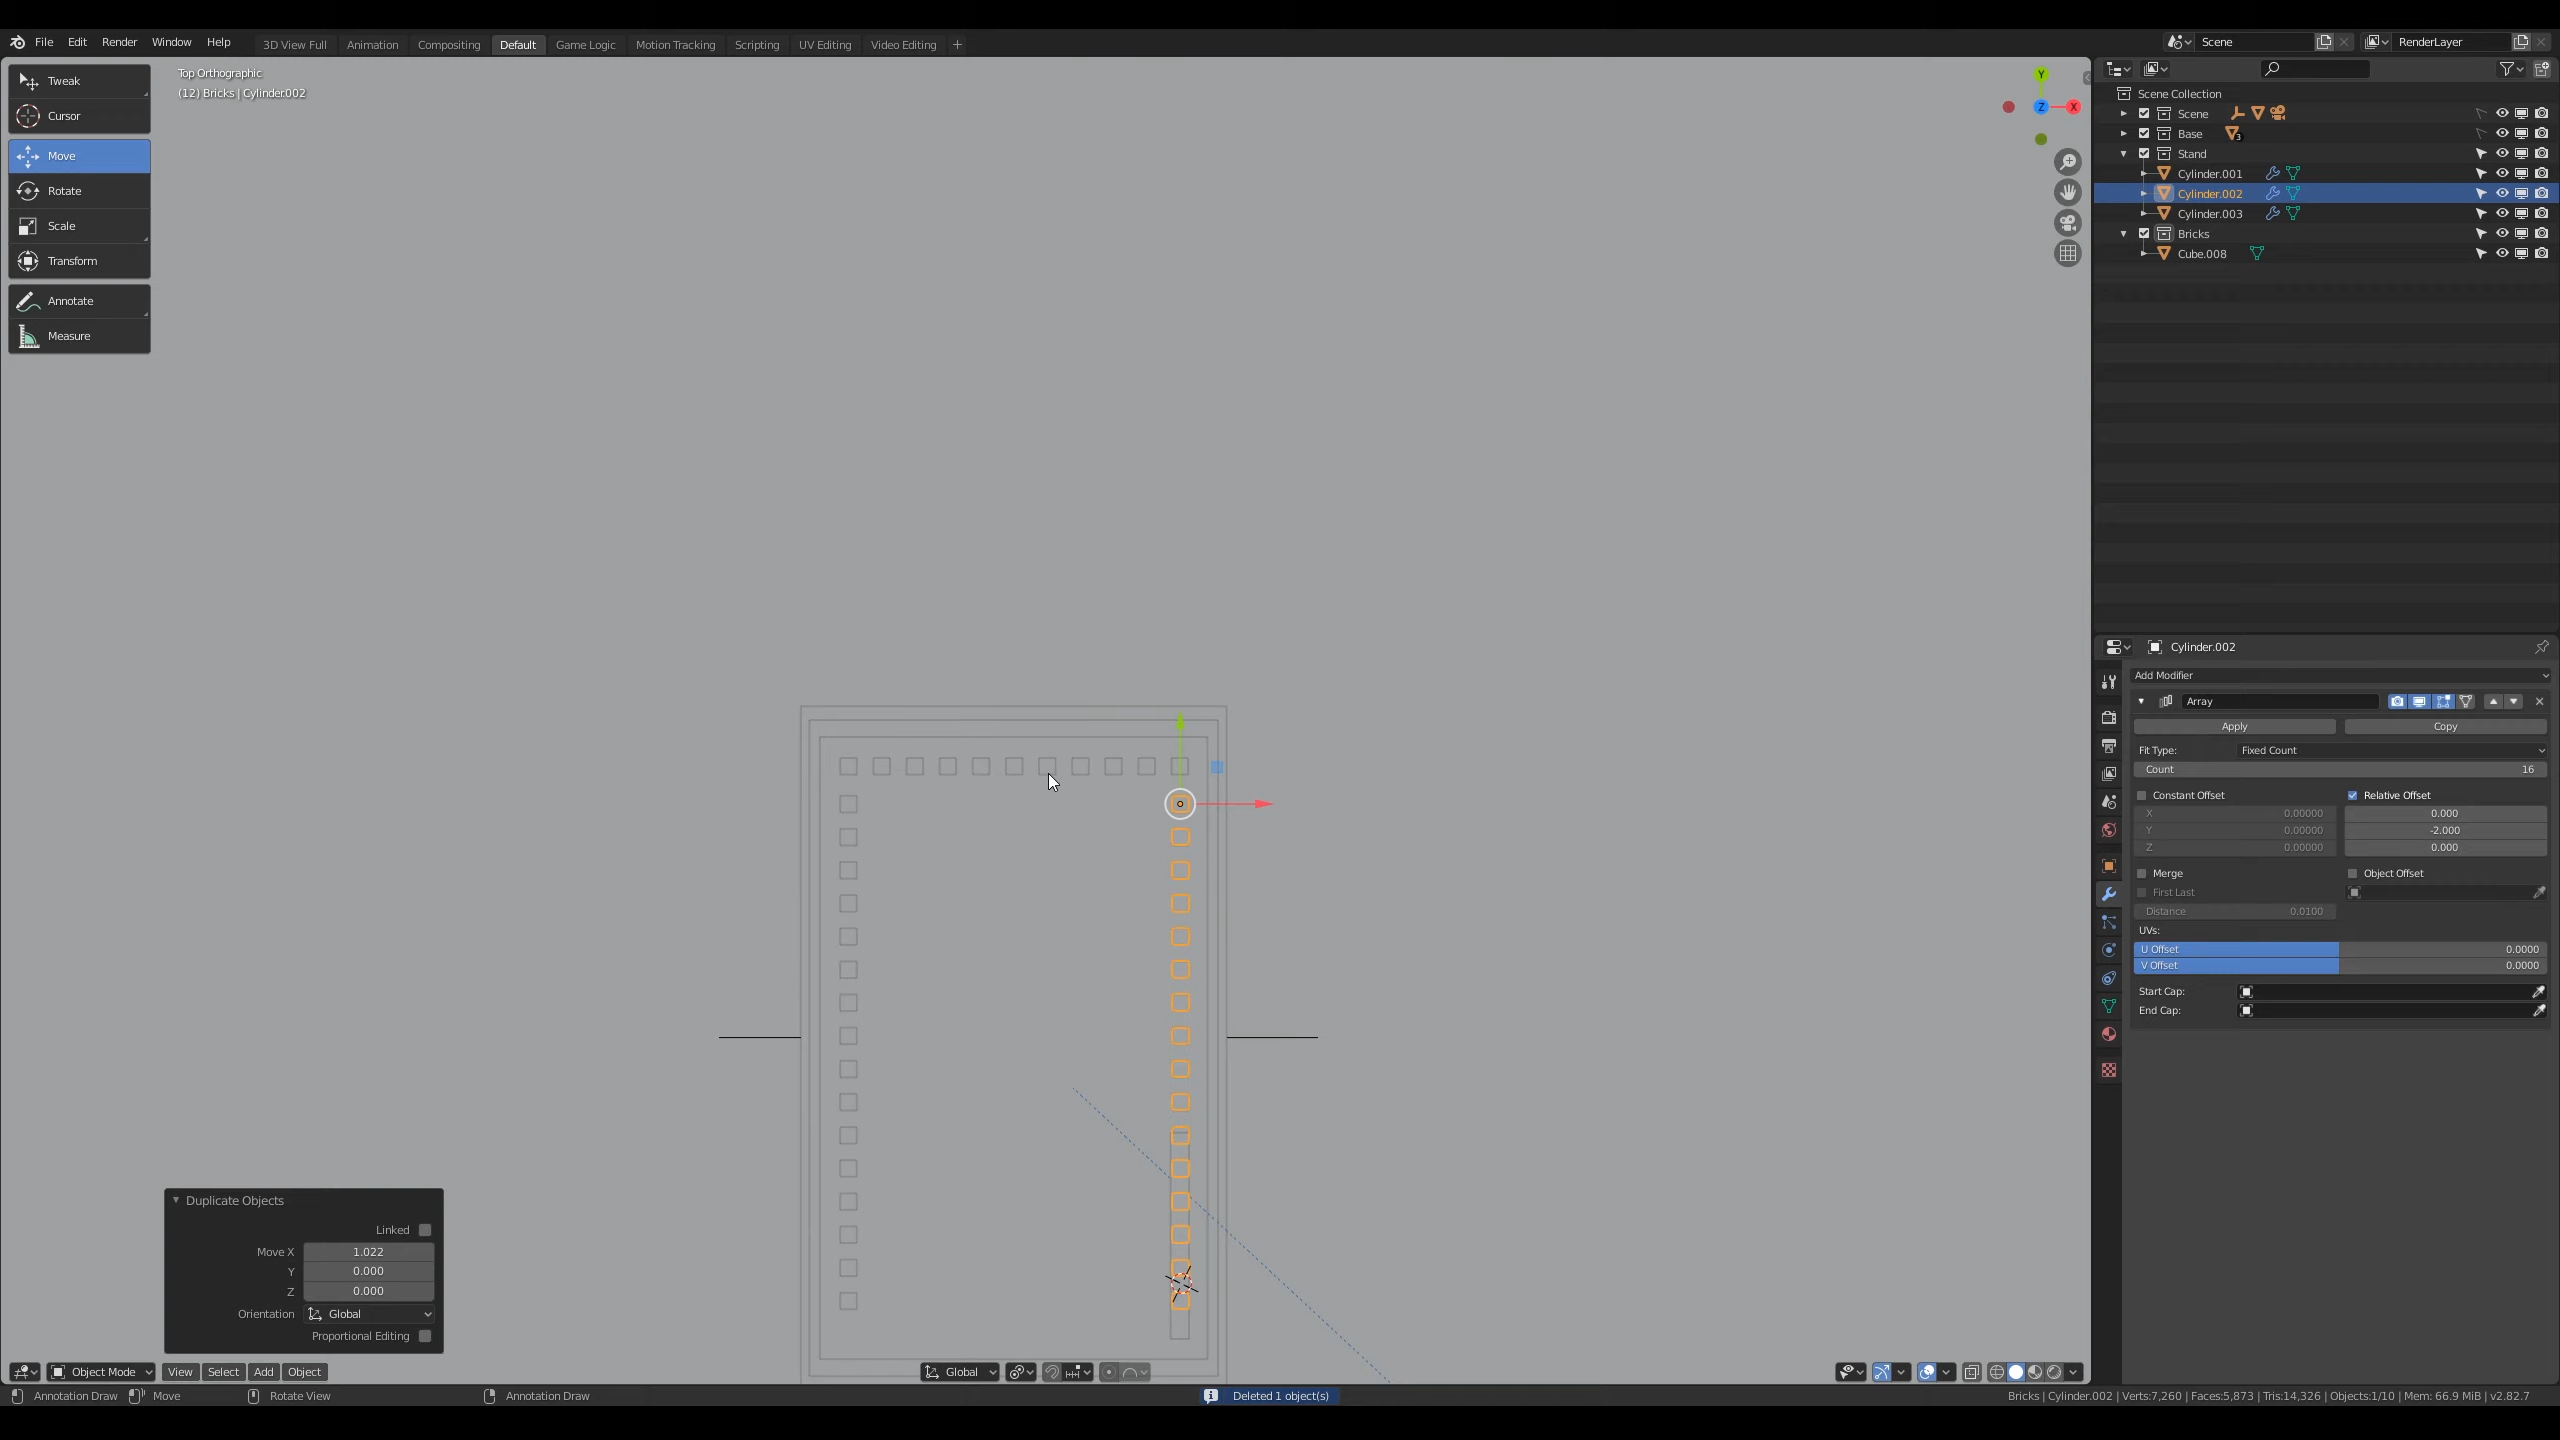 File Edit Render Window Help 3D View Full Animation Compositing Default Game Logic Motion Tracking Scripting UV Editing Video Editing + Scene RenderLayer
Tweak
Cursor
Move
Rotate
Scale
Transform
Annotate
Measure
Top Orthographic
(12) Bricks | Cylinder.002
Y
Z
X
Scene Collection
Scene
Base
3
Stand
Cylinder.001
Cylinder.002
Cylinder.003
Bricks
Cube.008
Cylinder.002
Add Modifier
Array
Apply Copy
Fit Type: Fixed Count
Count 16
Constant Offset Relative Offset
X 0.00000 0.000
Y 0.00000 -2.000
Z 0.00000 0.000
Merge Object Offset
First Last
Distance 0.0100
UVs:
U Offset 0.0000
V Offset 0.0000
Start Cap:
End Cap:
Duplicate Objects
Linked
Move X 1.022
Y 0.000
Z 0.000
Orientation Global
Proportional Editing
Object Mode View Select Add Object Global
Annotation Draw Move Rotate View Annotation Draw Deleted 1 object(s) Bricks | Cylinder.002 | Verts:7,260 | Faces:5,873 | Tris:14,326 | Objects:1/10 | Mem: 66.9 MiB | v2.82.7